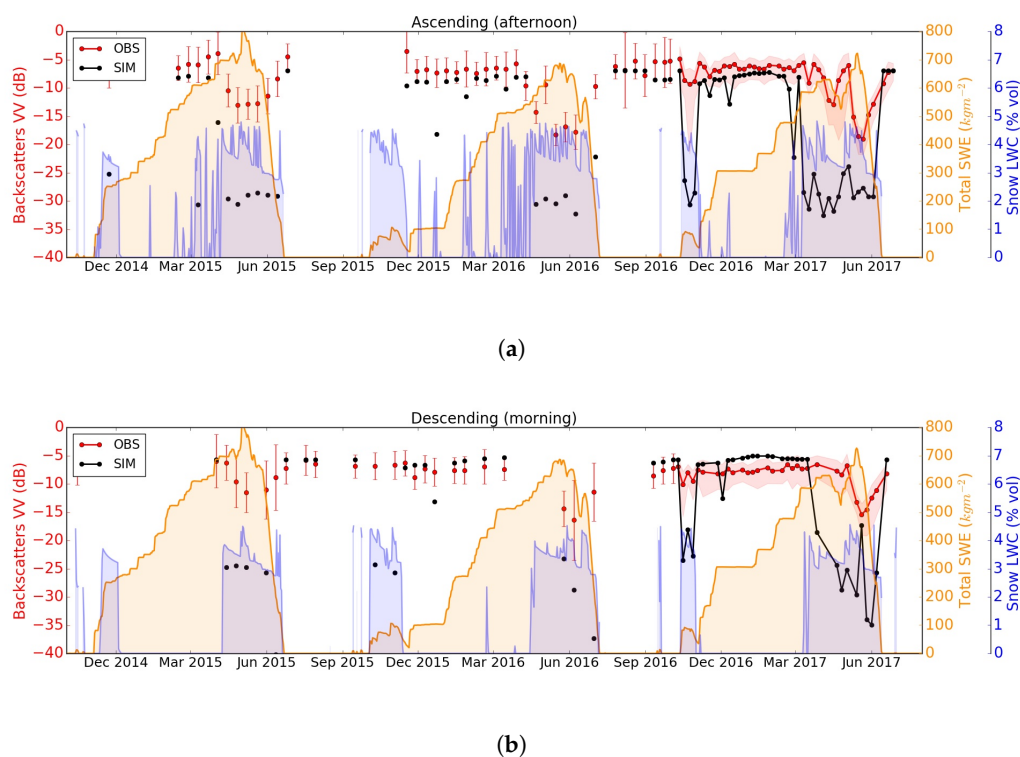 Ascending (afternoon)
OBS
SIM
Backscatters VV (dB)
0
−5
−10
−15
−20
−25
−30
−35
−40
Dec 2014
Mar 2015
Jun 2015
Sep 2015
Dec 2015
Mar 2016
Jun 2016
Sep 2016
Dec 2016
Mar 2017
Jun 2017
800
700
600
500
400
300
200
100
0
Total SWE (kgm−2)
8
7
6
5
4
3
2
1
0
Snow LWC (% vol)
(a)
Descending (morning)
OBS
SIM
Backscatters VV (dB)
0
−5
−10
−15
−20
−25
−30
−35
−40
Dec 2014
Mar 2015
Jun 2015
Sep 2015
Dec 2015
Mar 2016
Jun 2016
Sep 2016
Dec 2016
Mar 2017
Jun 2017
800
700
600
500
400
300
200
100
0
Total SWE (kgm−2)
8
7
6
5
4
3
2
1
0
Snow LWC (% vol)
(b)